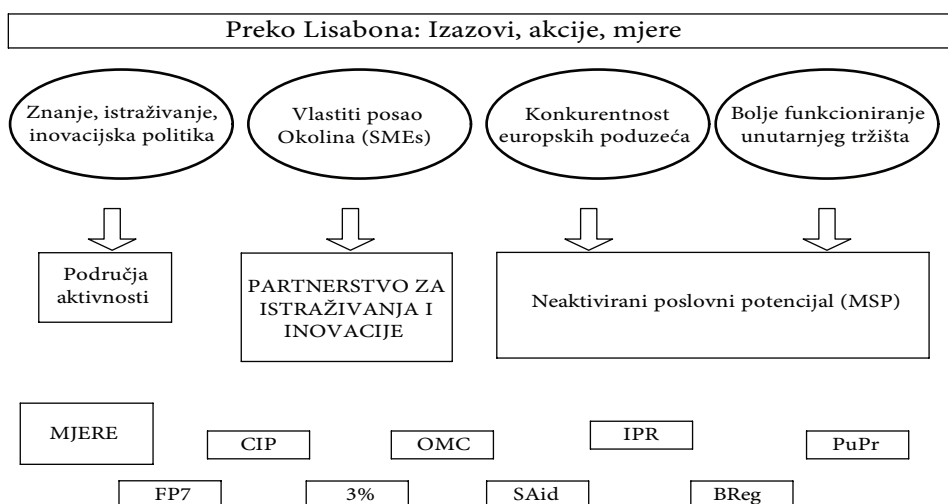 Preko Lisabona: Izazovi, akcije, mjere
Znanje, istraživanje,
inovacijska politika
Vlastiti posao
Okolina (SMEs)
Konkurentnost
europskih poduzeća
Bolje funkcioniranje
unutarnjeg tržišta
Područja
aktivnosti
PARTNERSTVO ZA
ISTRAŽIVANJA I
INOVACIJE
Neaktivirani poslovni potencijal (MSP)
MJERE
CIP
OMC
IPR
PuPr
FP7
3%
SAid
BReg